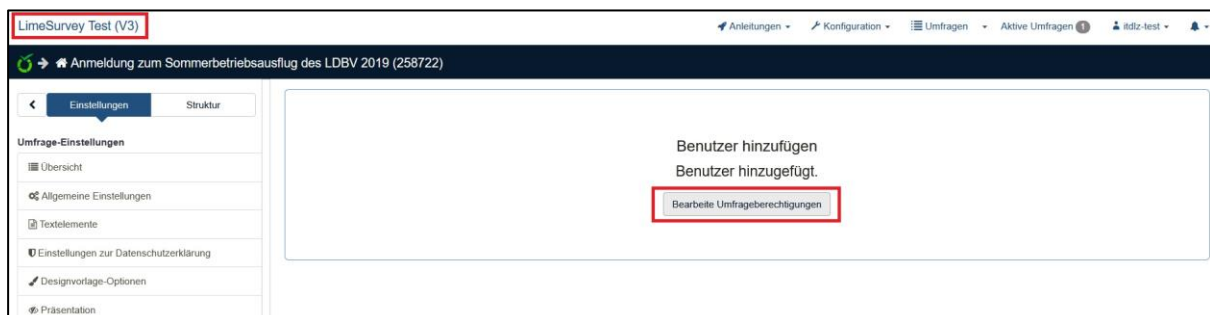 LimeSurvey Test (V3)
Anleitungen
Konfiguration
Umfragen
Aktive Umfragen 1
itdlz-test
Anmeldung zum Sommerbetriebsausflug des LDBV 2019 (258722)
Einstellungen
Struktur
Umfrage-Einstellungen
Übersicht
Allgemeine Einstellungen
Textelemente
Einstellungen zur Datenschutzerklärung
Designvorlage-Optionen
Präsentation
Benutzer hinzufügen
Benutzer hinzugefügt.
Bearbeite Umfrageberechtigungen